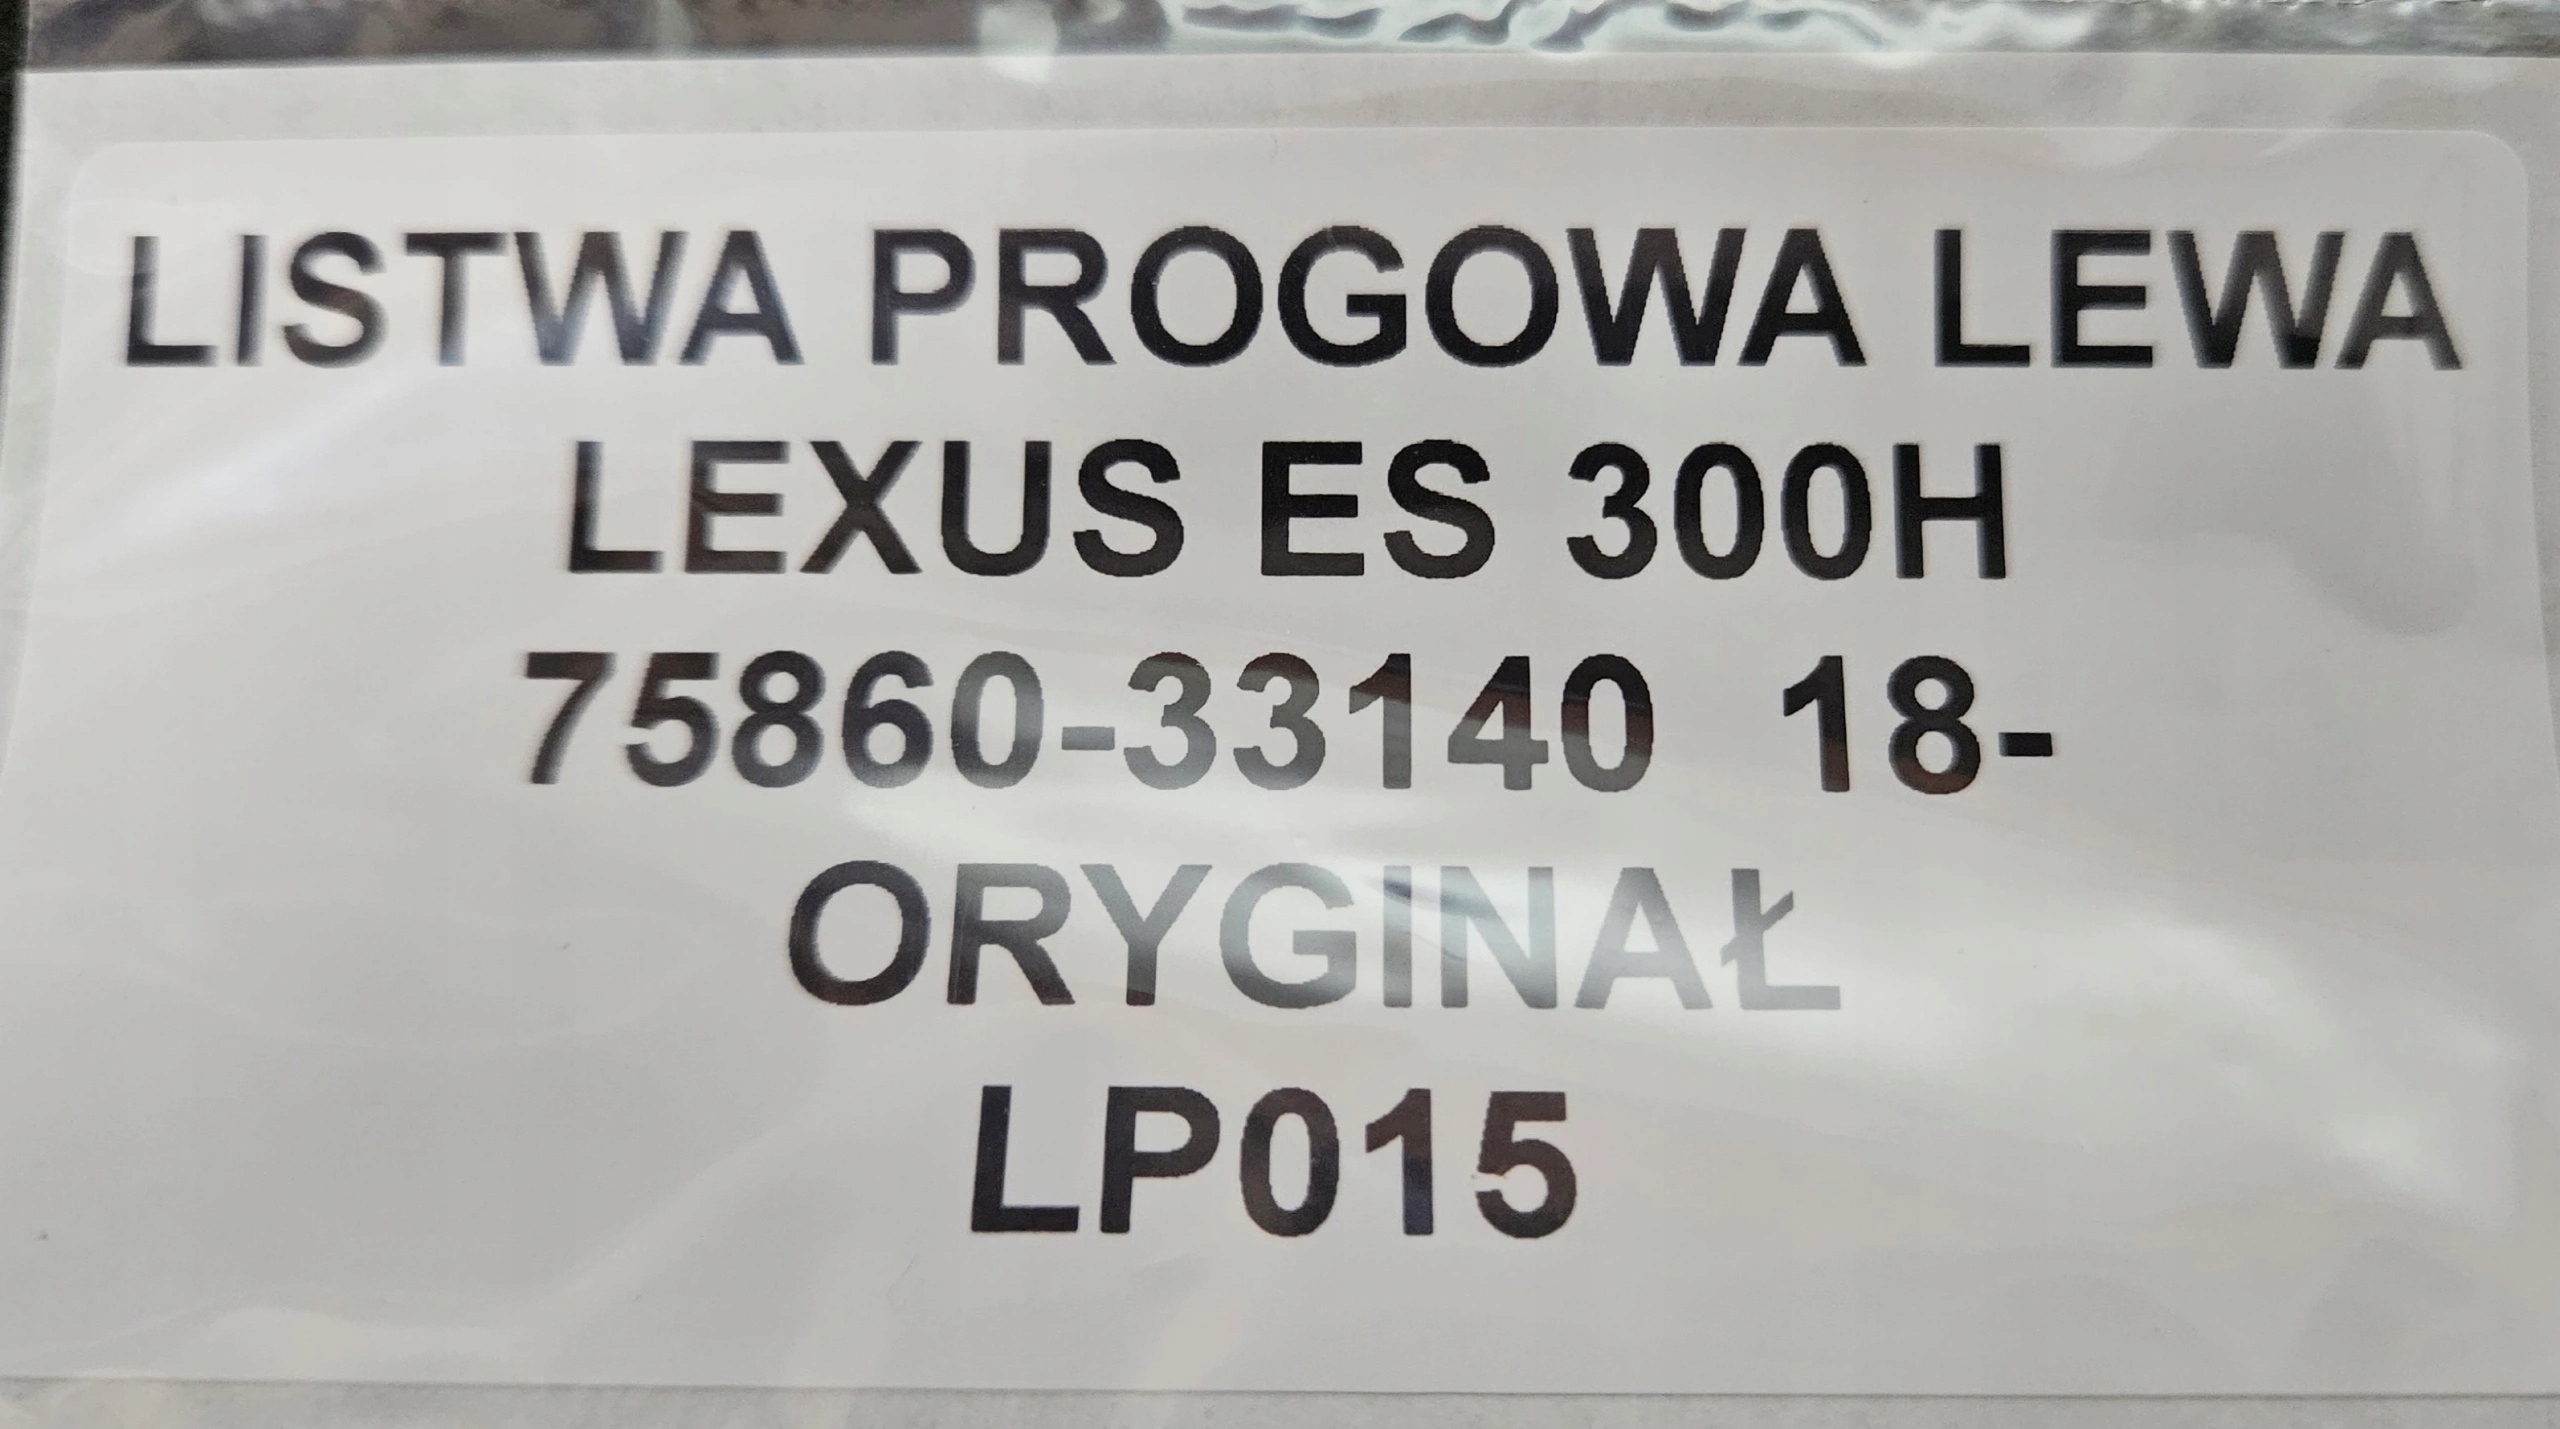 LISTWA PROGOWA LEWA
LEXUS ES 300H
75860-33140 18-
ORYGINAŁ
LP015